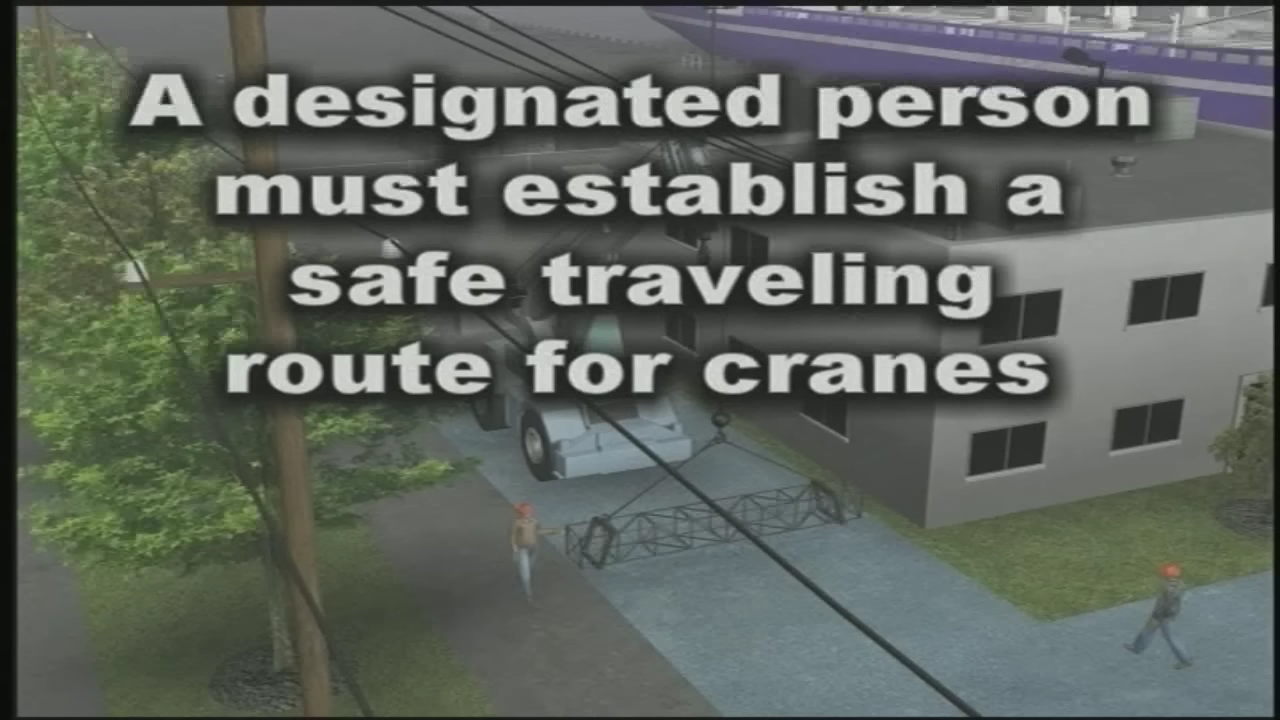 A designated person
must establish a
safe traveling
route for cranes